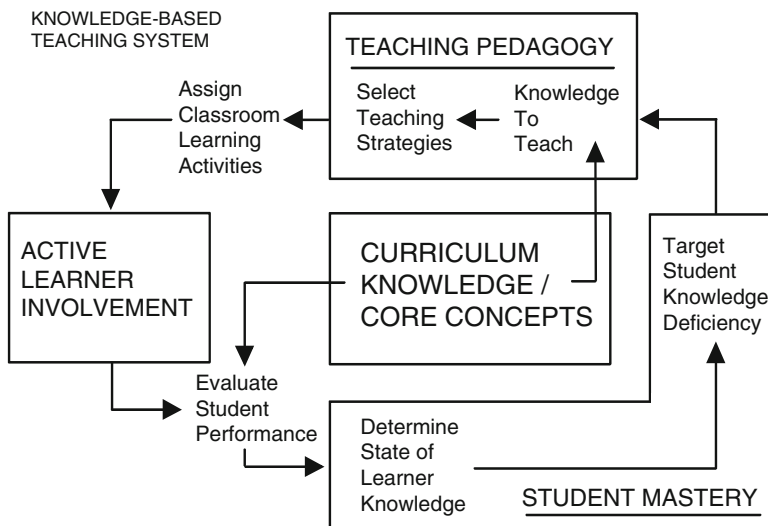 KNOWLEDGE-BASED
TEACHING SYSTEM
TEACHING PEDAGOGY
Select
Teaching
Strategies
Knowledge
To
Teach
Assign
Classroom
Learning
Activities
ACTIVE
LEARNER
INVOLVEMENT
CURRICULUM
KNOWLEDGE /
CORE CONCEPTS
Target
Student
Knowledge
Deficiency
Evaluate
Student
Performance
Determine
State of
Learner
Knowledge
STUDENT MASTERY